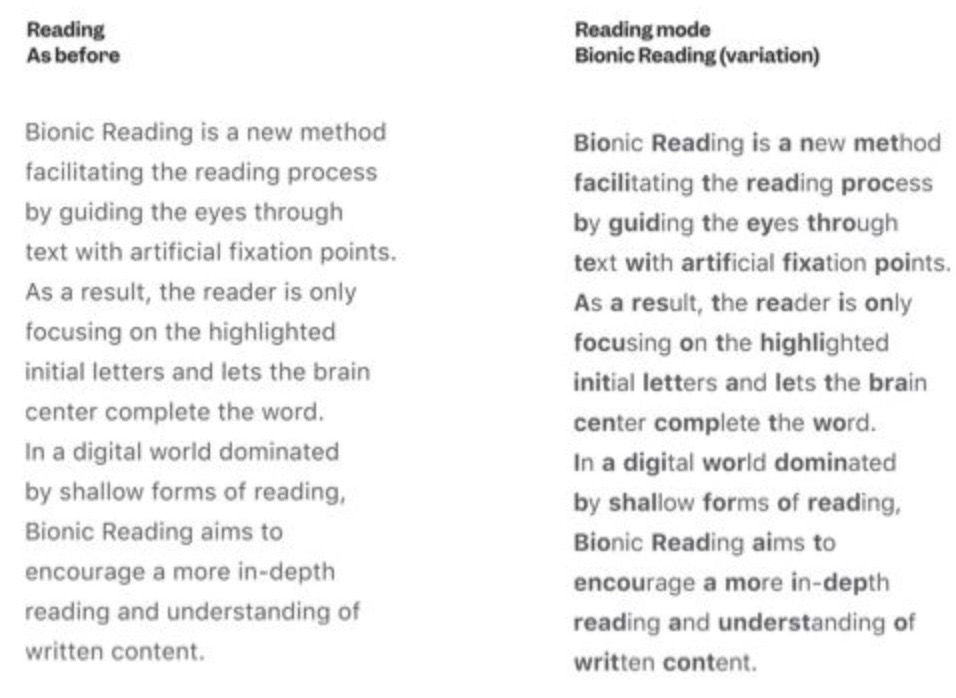 Reading
As before
Bionic Reading is a new method
facilitating the reading process
by guiding the eyes through
text with artificial fixation points.
As a result, the reader is only
focusing on the highlighted
initial letters and lets the brain
center complete the word.
In a digital world dominated
by shallow forms of reading,
Bionic Reading aims to
encourage a more in-depth
reading and understanding of
written content.
Reading mode
Bionic Reading (variation)
Bionic Reading is a new method
facilitating the reading process
by guiding the eyes through
text with artificial fixation points.
As a result, the reader is only
focusing on the highlighted
initial letters and lets the brain
center complete the word.
In a digital world dominated
by shallow forms of reading,
Bionic Reading aims to
encourage a more in-depth
reading and understanding of
written content.